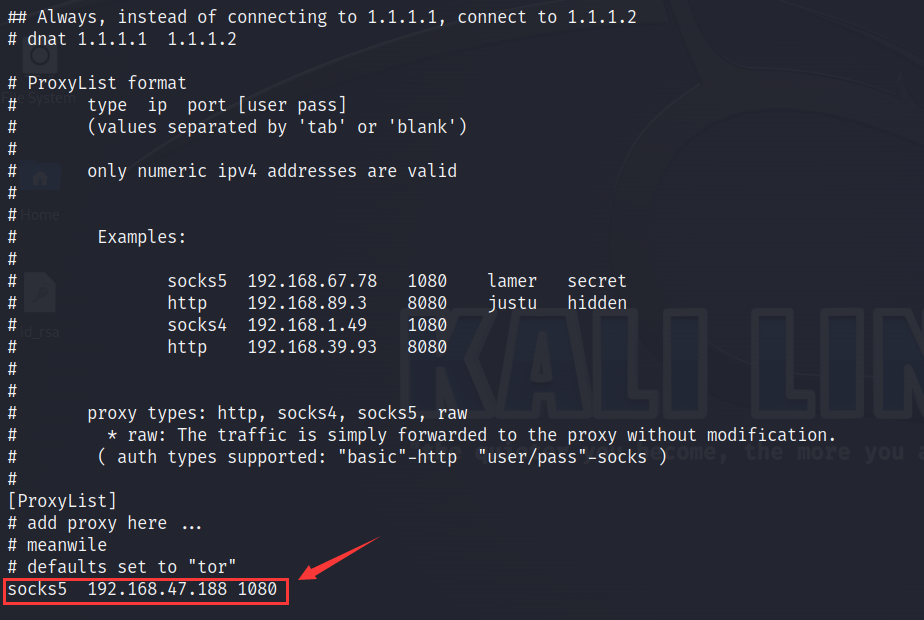 ## Always, instead of connecting to 1.1.1.1, connect to 1.1.1.2
# dnat 1.1.1.1  1.1.1.2
# ProxyList format
#       type  ip  port [user pass]
#       (values separated by 'tab' or 'blank')
#
#       only numeric ipv4 addresses are valid
#
#
#        Examples:
#
#               socks5  192.168.67.78   1080    lamer   secret
#               http    192.168.89.3    8080    justu   hidden
#               socks4  192.168.1.49    1080
#               http    192.168.39.93   8080
#
#
#       proxy types: http, socks4, socks5, raw
#         * raw: The traffic is simply forwarded to the proxy without modification.
#        ( auth types supported: "basic"-http  "user/pass"-socks )
#
[ProxyList]
# add proxy here ...
# meanwile
# defaults set to "tor"
socks5  192.168.47.188 1080
System
Home
id_rsa
KALI LIN
become, the more you a